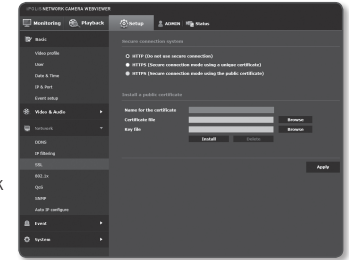 iPOLiS NETWORK CAMERA WEBVIEWER
Monitoring
Playback
Setup
ADMIN
Status
Basic
Video profile
User
Date & Time
IP & Port
Event setup
Video & Audio
Network
DDNS
IP filtering
SSL
802.1x
QoS
SNMP
Auto IP configure
Event
System
Secure connection system
HTTP (Do not use secure connection)
HTTPS (Secure connection mode using a unique certificate)
HTTPS (Secure connection mode using the public certificate)
Install a public certificate
Name for the certificate
Certificate file
Browse
Key file
Browse
Install
Delete
Apply
K